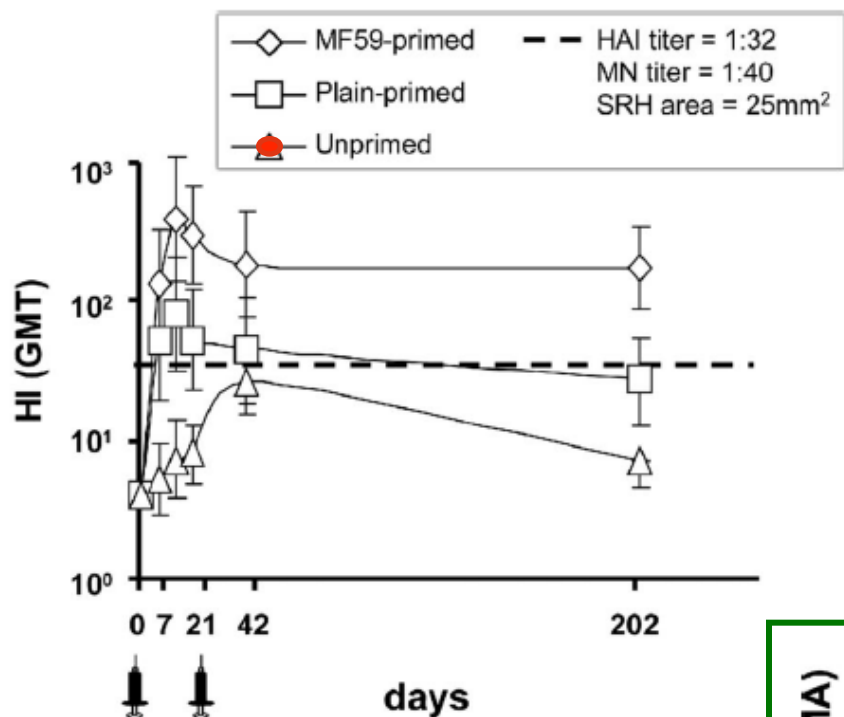 MF59-primed
Plain-primed
Unprimed
HAI titer = 1:32
MN titer = 1:40
SRH area = 25mm²
10³
10²
10¹
10⁰
HI (GMT)
0 7 21 42 202
days